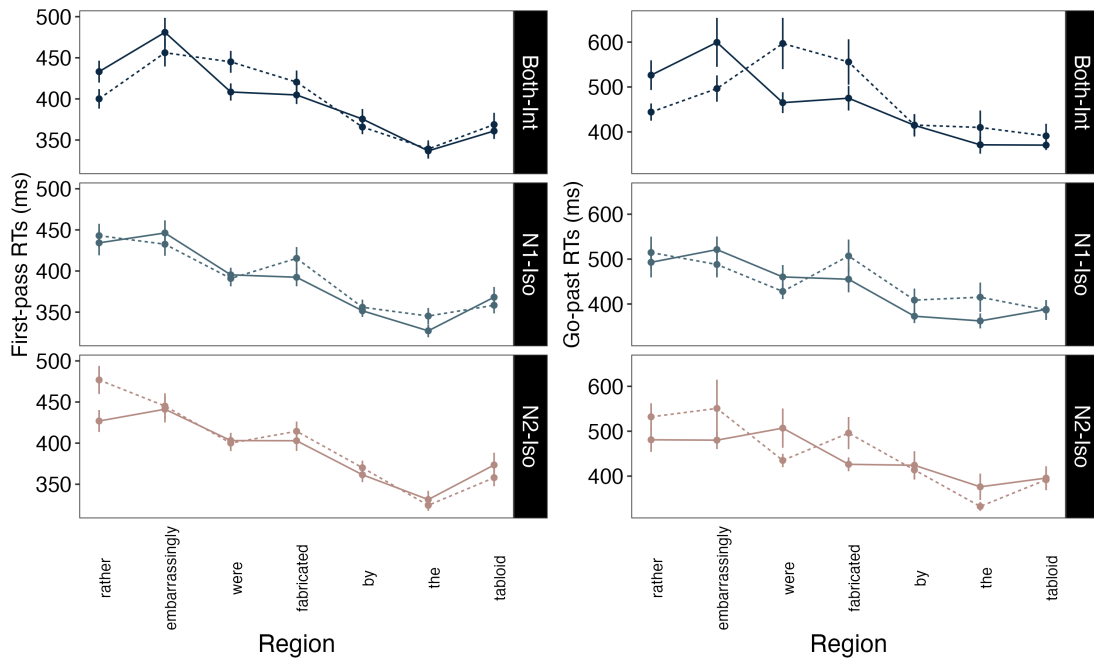 First-pass RTs (ms)
500
450
400
350
Both-Int
500
450
400
350
N1-Iso
500
450
400
350
N2-Iso
rather
embarrassingly
were
fabricated
by
the
tabloid
Region
Go-past RTs (ms)
600
500
400
Both-Int
600
500
400
N1-Iso
600
500
400
N2-Iso
rather
embarrassingly
were
fabricated
by
the
tabloid
Region